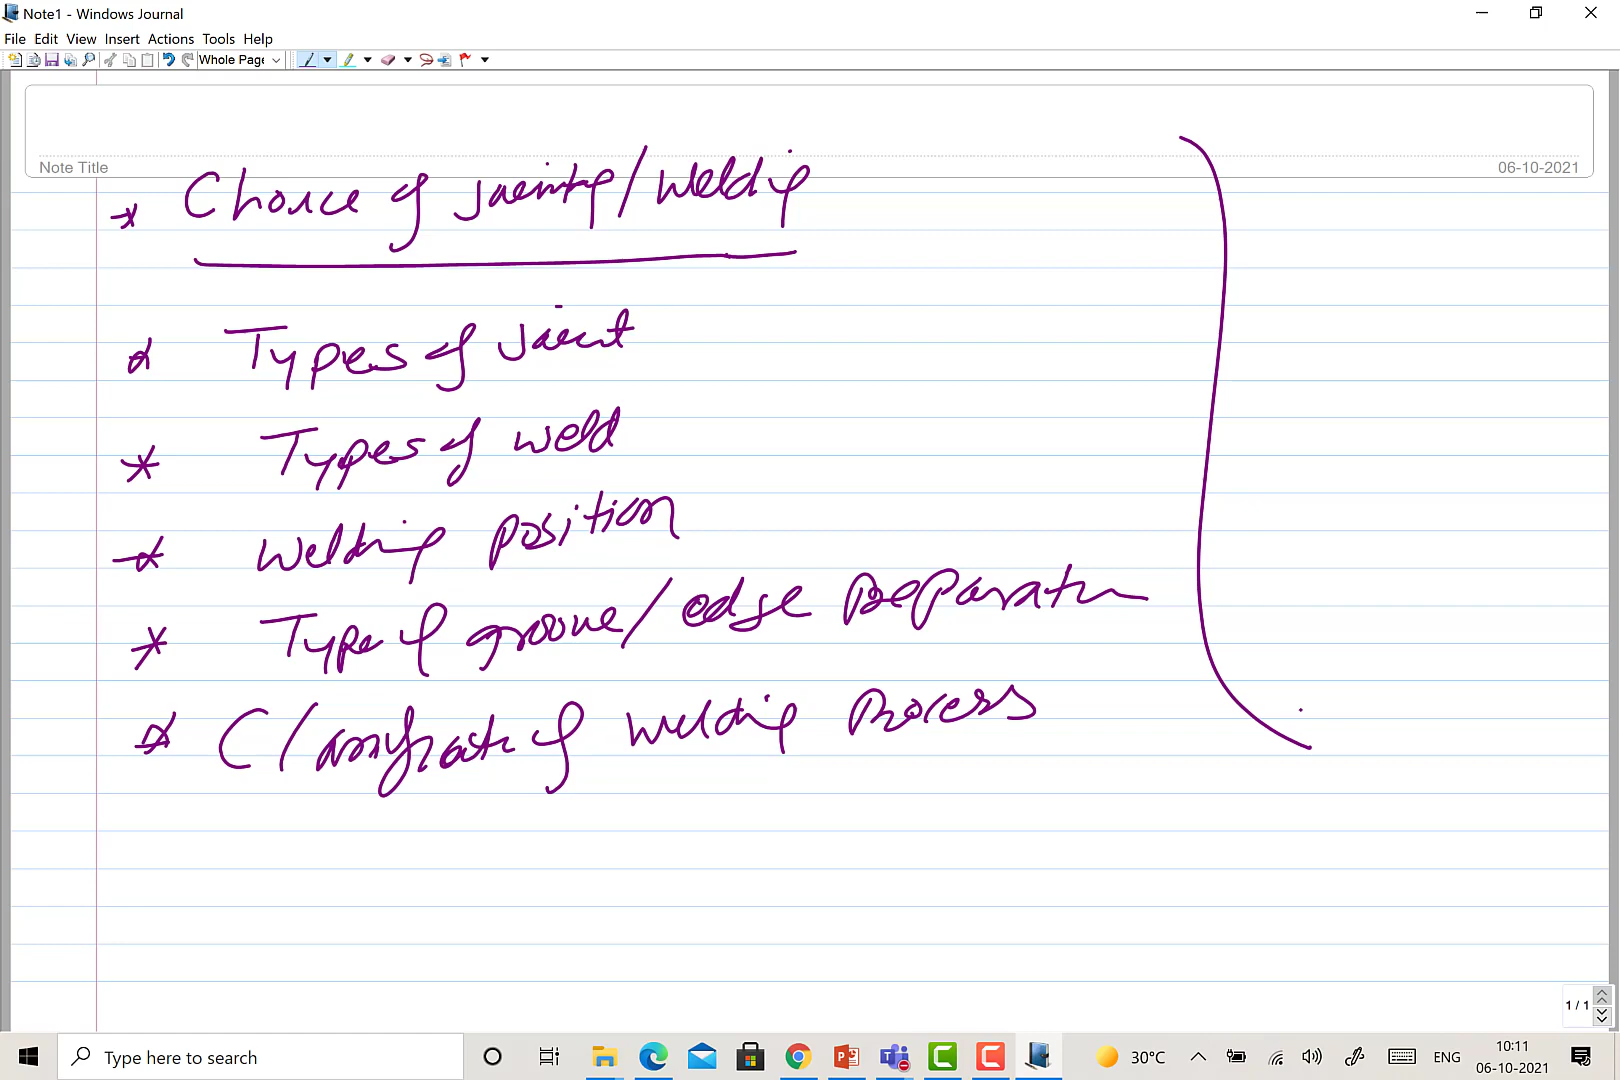 Note1 - Windows Journal
File Edit View Insert Actions Tools Help
Whole Page
Note Title
06-10-2021
* Choice of Jointing/Welding
* Types of Joint
* Types of weld
* Welding position
* Type of groove/edge preparation
* Classification of welding Process
1 / 1
Type here to search
30°C
ENG
10:11
06-10-2021